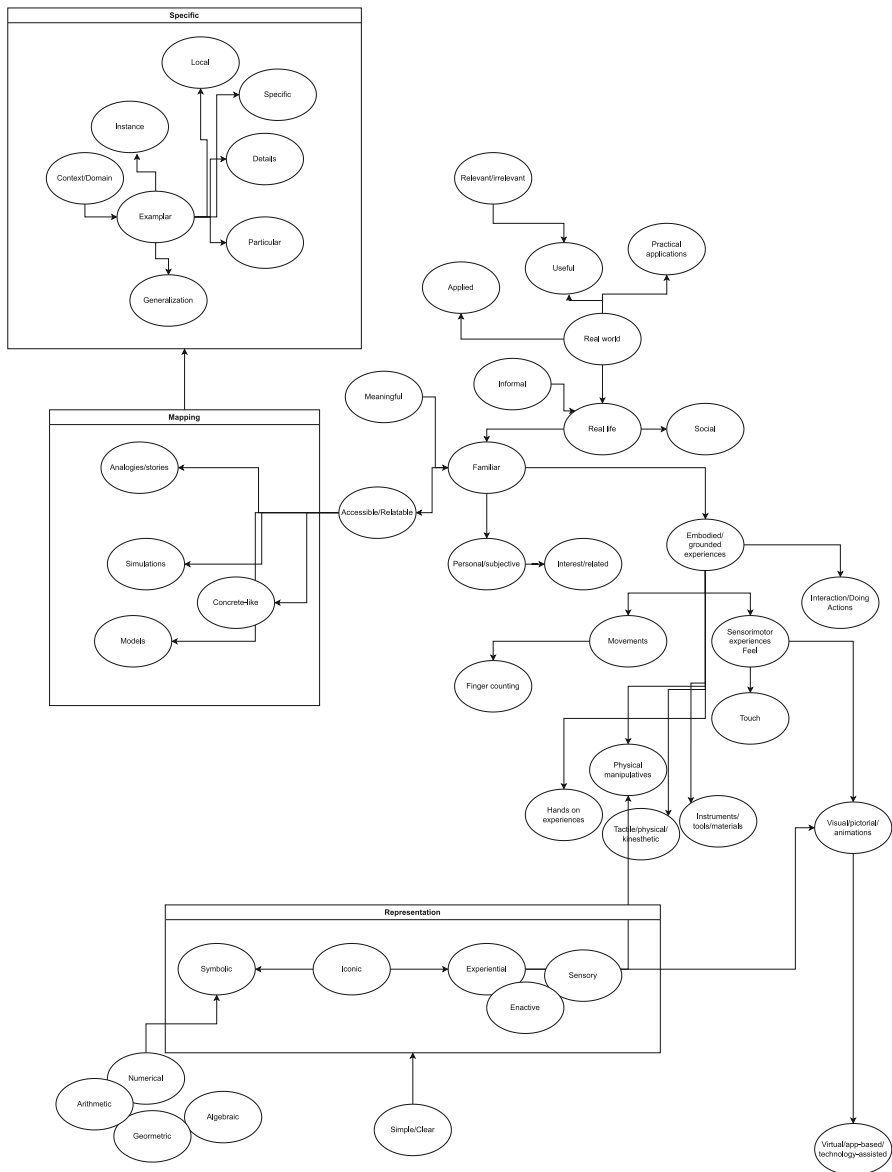 Specific
Local
Specific
Instance
Details
Context/Domain
Examplar
Particular
Generalization
Relevant/irrelevant
Practical
applications
Useful
Applied
Real world
Informal
Meaningful
Real life
Social
Mapping
Analogies/stories
Familiar
Accessible/Relatable
Embodied/
grounded
experiences
Simulations
Personal/subjective
Interest/related
Concrete-like
Interaction/Doing
Actions
Models
Movements
Sensorimotor
experiences
Feel
Finger counting
Touch
Physical
manipulatives
Hands on
experiences
Tactile/physical/
kinesthetic
Instruments/
tools/materials
Visual/pictorial/
animations
Representation
Symbolic
Iconic
Experiential
Sensory
Enactive
Numerical
Arithmetic
Algebraic
Geormetric
Simple/Clear
Virtual/app-based/
technology-assisted